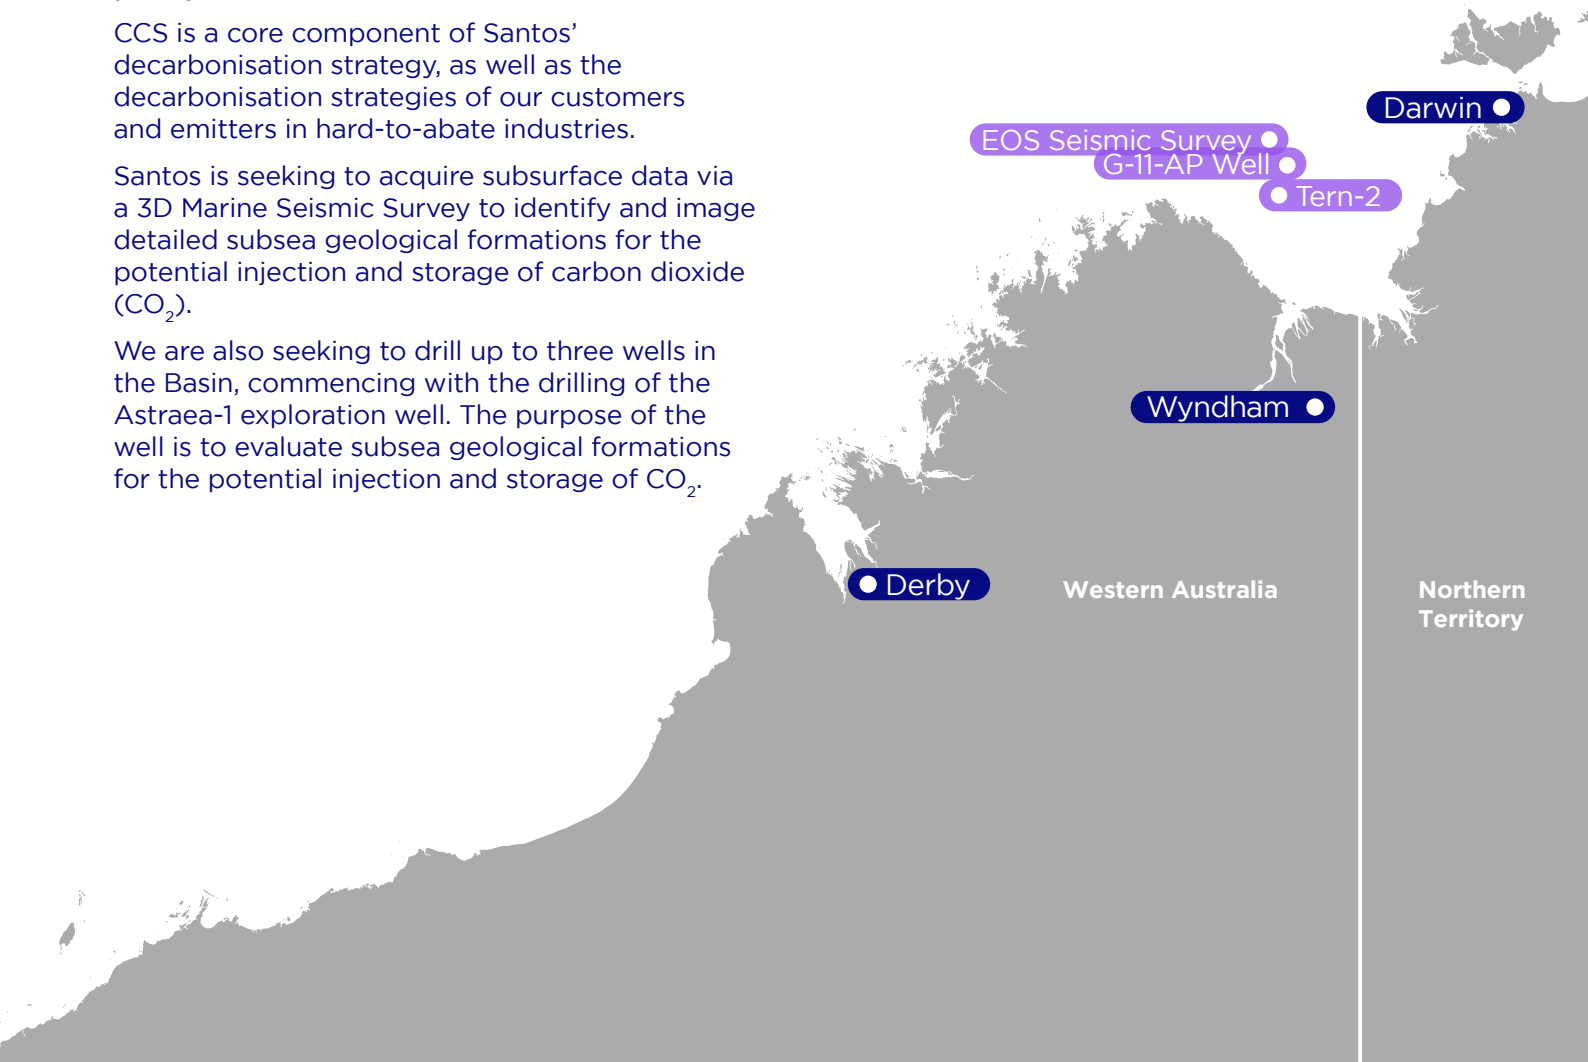 CCS is a core component of Santos’
decarbonisation strategy, as well as the
decarbonisation strategies of our customers
and emitters in hard-to-abate industries.
Santos is seeking to acquire subsurface data via
a 3D Marine Seismic Survey to identify and image
detailed subsea geological formations for the
potential injection and storage of carbon dioxide
(CO₂).
We are also seeking to drill up to three wells in
the Basin, commencing with the drilling of the
Astraea-1 exploration well. The purpose of the
well is to evaluate subsea geological formations
for the potential injection and storage of CO₂.
Darwin
EOS Seismic Survey
G-11-AP Well
Tern-2
Wyndham
Derby
Western Australia
Northern
Territory